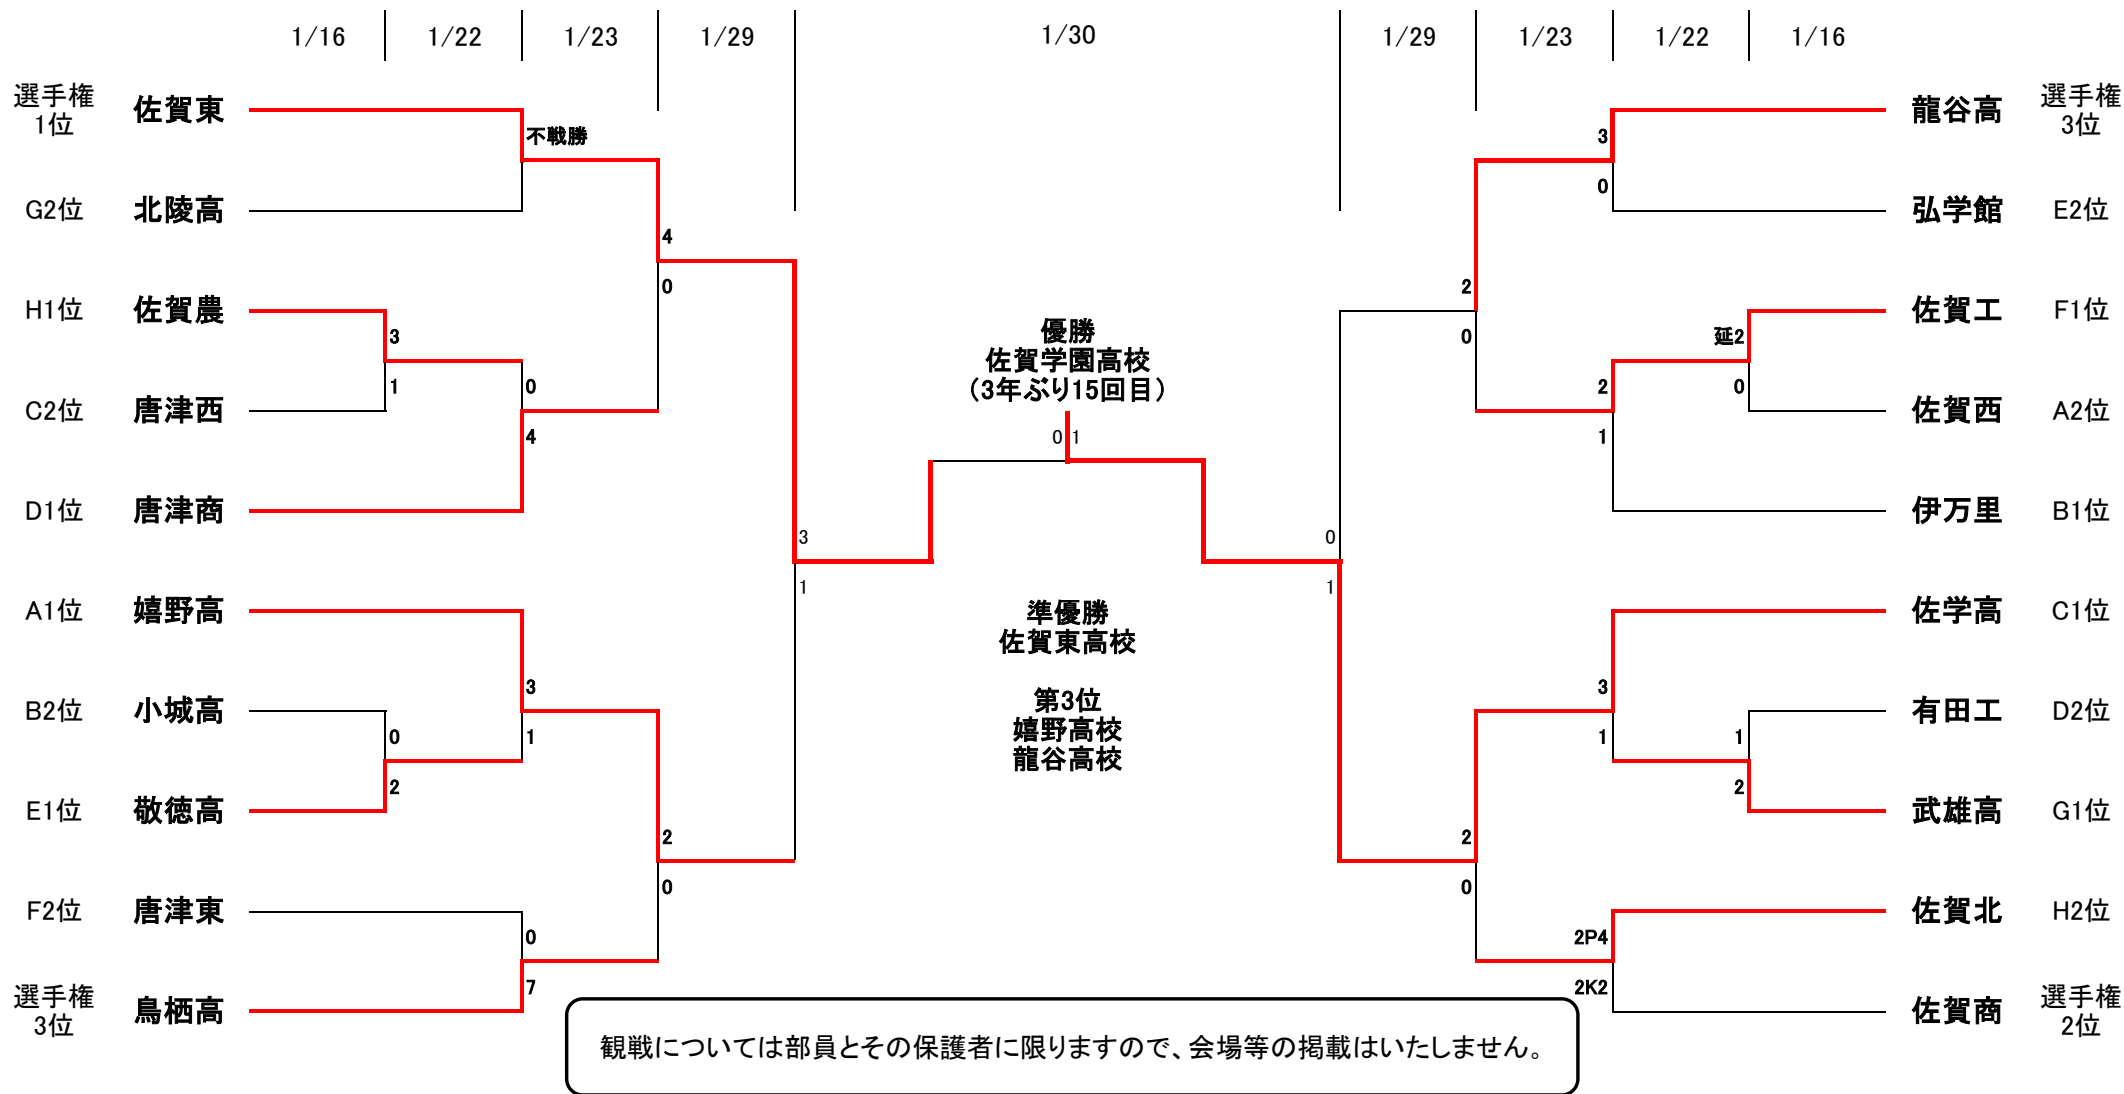 1/16 1/22 1/23 1/29 1/30 1/29 1/23 1/22 1/16
選手権
1位
佐賀東
不戦勝
G2位 北陵高
4
0
H1位 佐賀農
3
1
C2位 唐津西
0
4
D1位 唐津商
3
1
A1位 嬉野高
3
1
B2位 小城高
0
2
E1位 敬徳高
2
0
F2位 唐津東
0
7
選手権
3位
鳥栖高
優勝
佐賀学園高校
(3年ぶり15回目)
0 1
準優勝
佐賀東高校
第3位
嬉野高校
龍谷高校
龍谷高
選手権
3位
3
0
弘学館 E2位
2
0
佐賀工 F1位
延2
0
佐賀西 A2位
2
1
伊万里 B1位
0
1
佐学高 C1位
3
1
有田工 D2位
1
2
武雄高 G1位
2
0
佐賀北 H2位
2P4
2K2
佐賀商
選手権
2位
観戦については部員とその保護者に限りますので、会場等の掲載はいたしません。